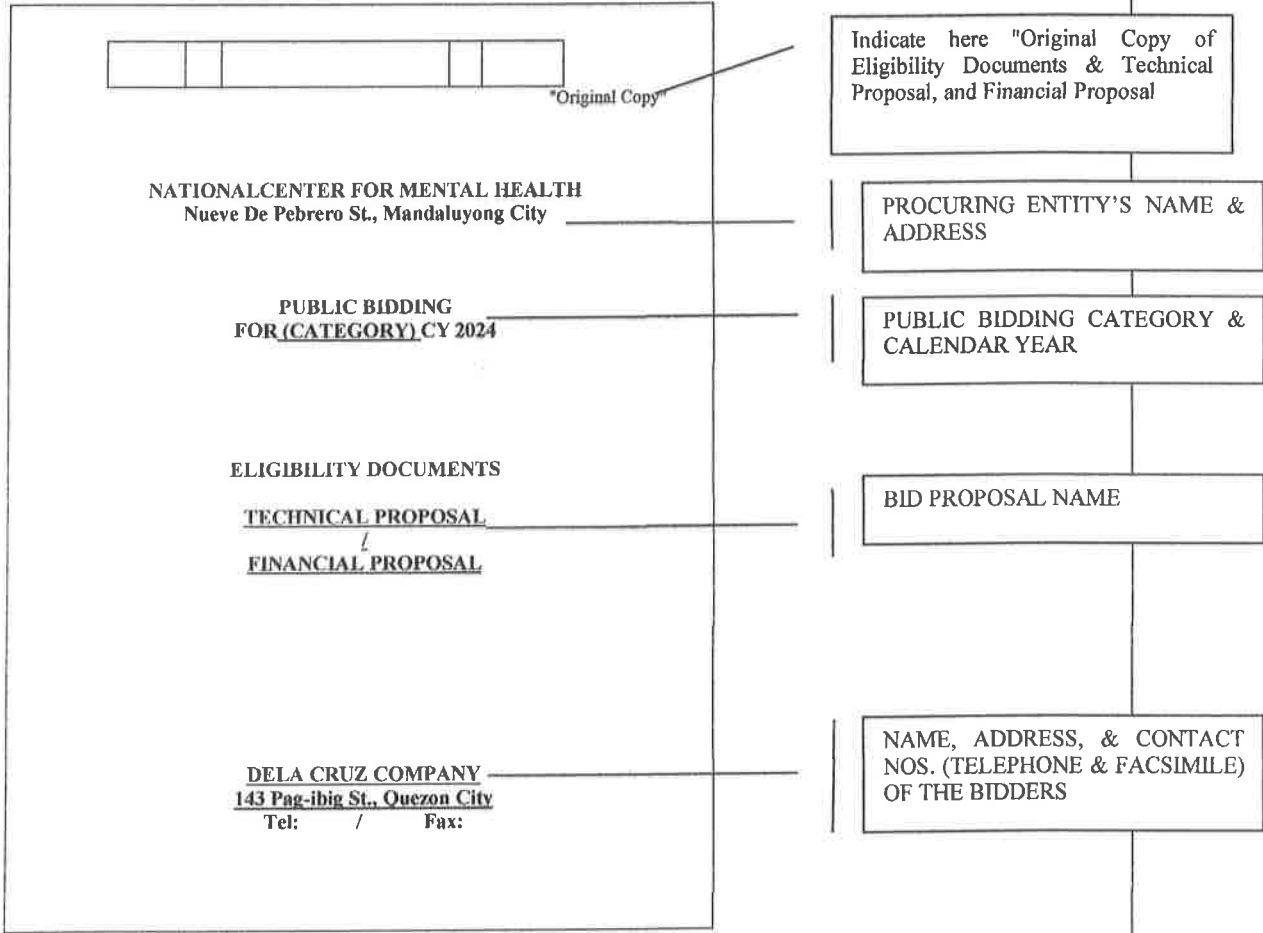 "Original Copy"
Indicate here "Original Copy of
Eligibility Documents & Technical
Proposal, and Financial Proposal
NATIONALCENTER FOR MENTAL HEALTH
Nueve De Pebrero St., Mandaluyong City
PROCURING ENTITY'S NAME &
ADDRESS
PUBLIC BIDDING
FOR (CATEGORY) CY 2024
PUBLIC BIDDING CATEGORY &
CALENDAR YEAR
ELIGIBILITY DOCUMENTS
TECHNICAL PROPOSAL
/
FINANCIAL PROPOSAL
BID PROPOSAL NAME
DELA CRUZ COMPANY
143 Pag-ibig St., Quezon City
Tel: / Fax:
NAME, ADDRESS, & CONTACT
NOS. (TELEPHONE & FACSIMILE)
OF THE BIDDERS